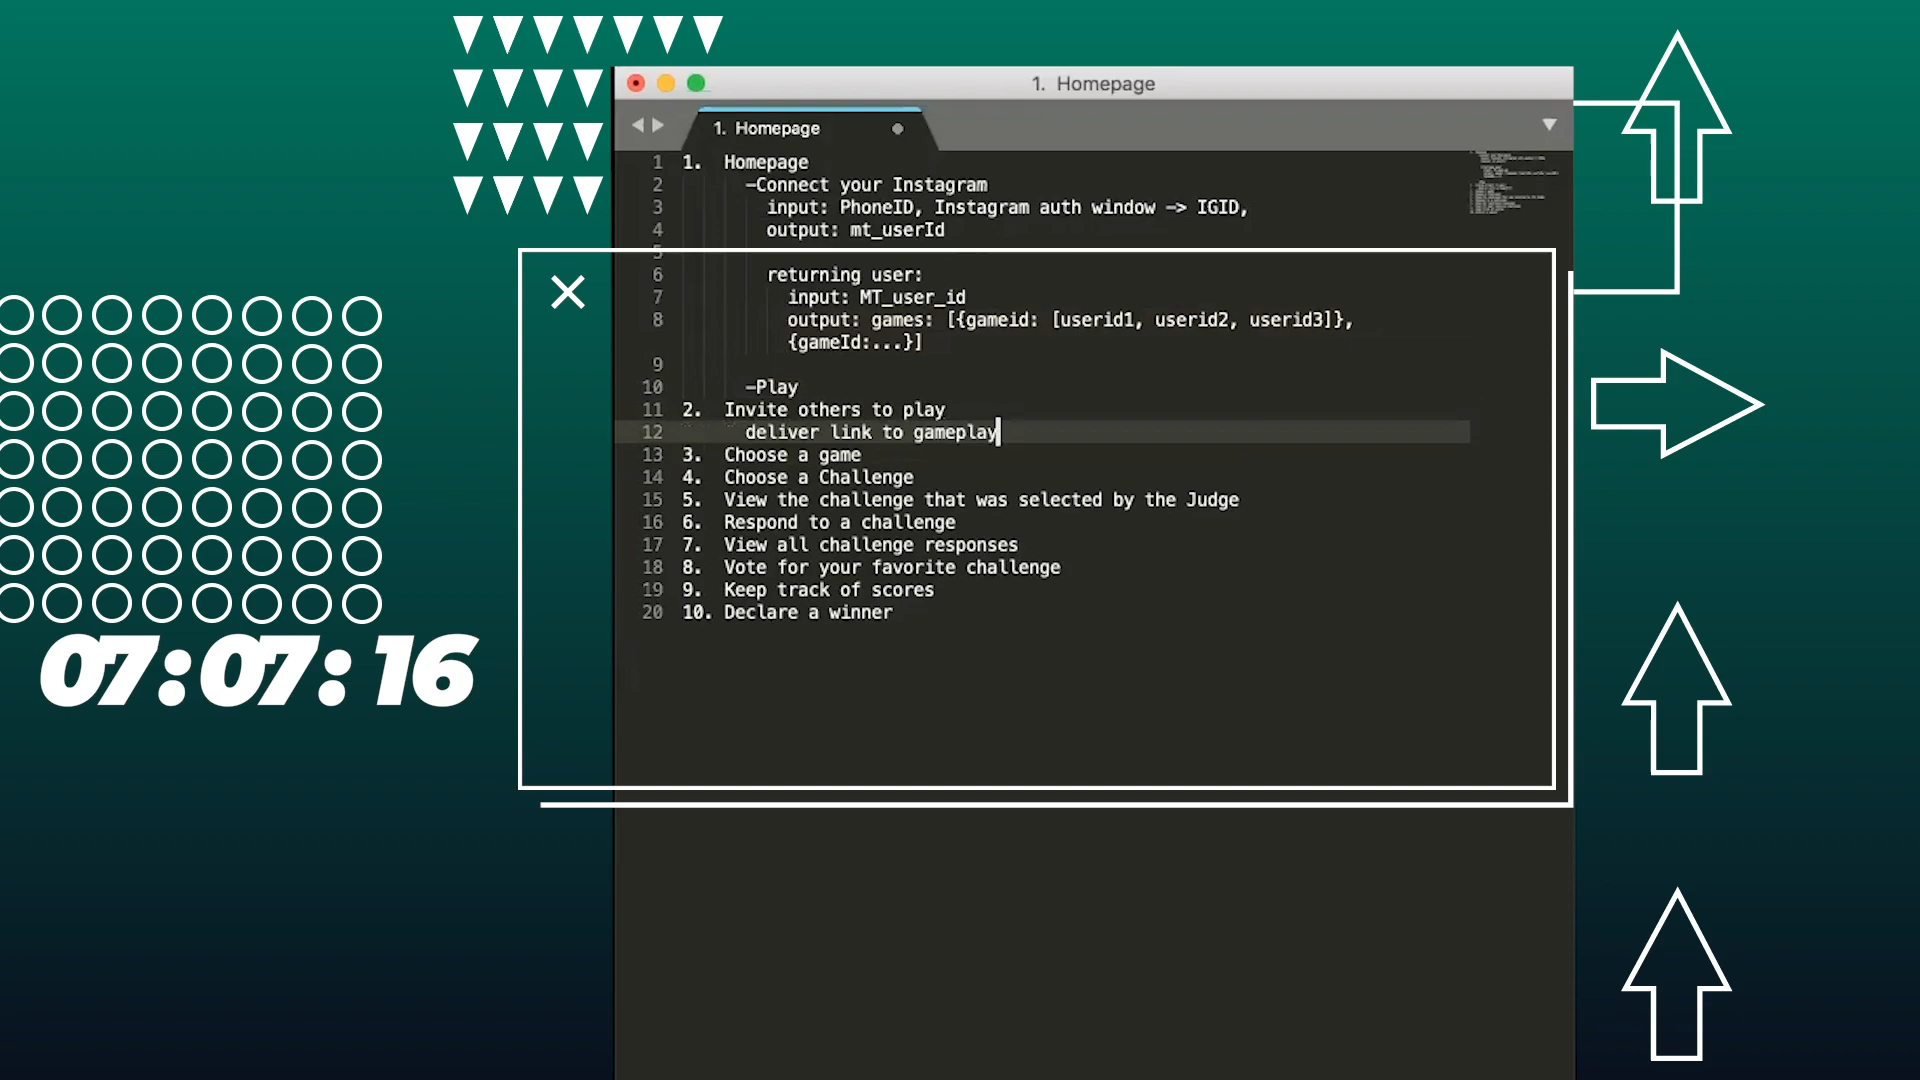 1. Homepage
1. Homepage
1 1. Homepage
2 -Connect your Instagram
3 input: PhoneID, Instagram auth window -> IGID,
4 output: mt_userId
5
6 returning user:
7 input: MT_user_id
8 output: games: [{gameid: [userid1, userid2, userid3]},
{gameId:...}]
9
10 -Play
11 2. Invite others to play
12 deliver link to gameplay
13 3. Choose a game
14 4. Choose a Challenge
15 5. View the challenge that was selected by the Judge
16 6. Respond to a challenge
17 7. View all challenge responses
18 8. Vote for your favorite challenge
19 9. Keep track of scores
20 10. Declare a winner
07:07:16